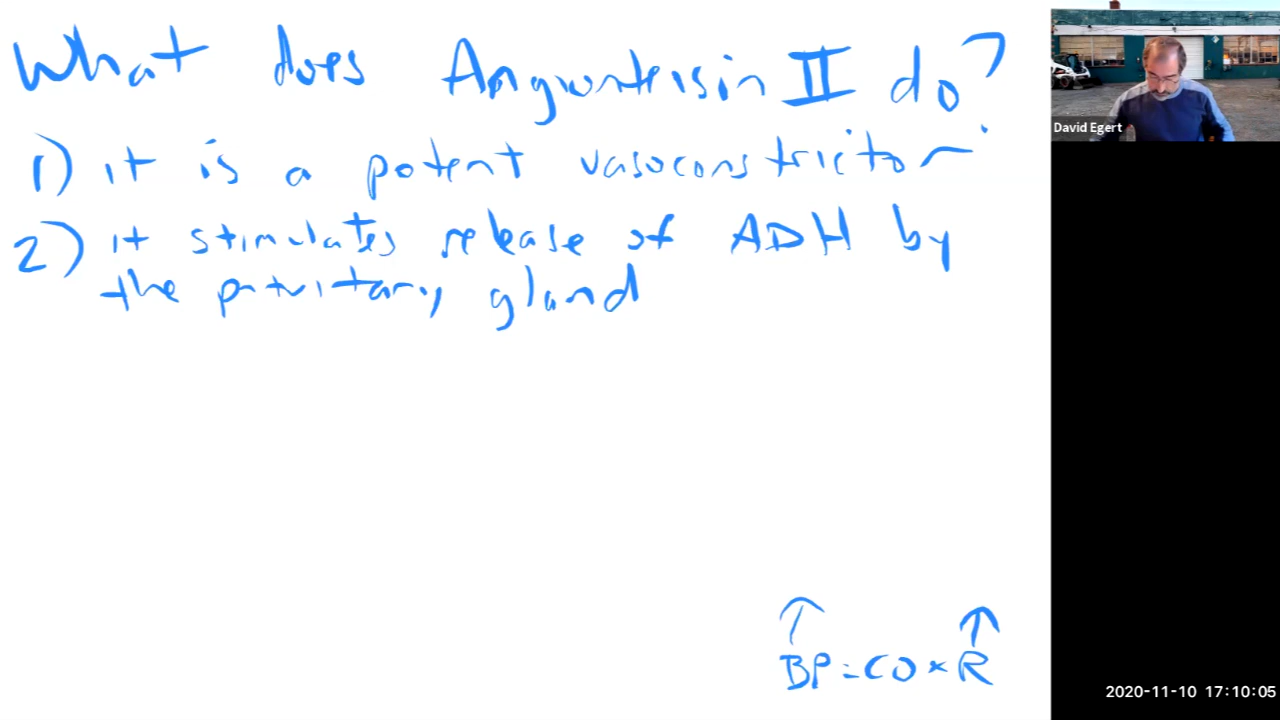 What does Angiontensin II do?
1) it is a potent vasoconstrictor
2) it stimulates release of ADH by
the pituitary gland
↑ ↑
BP = CO × R
David Egert
2020-11-10 17:10:05